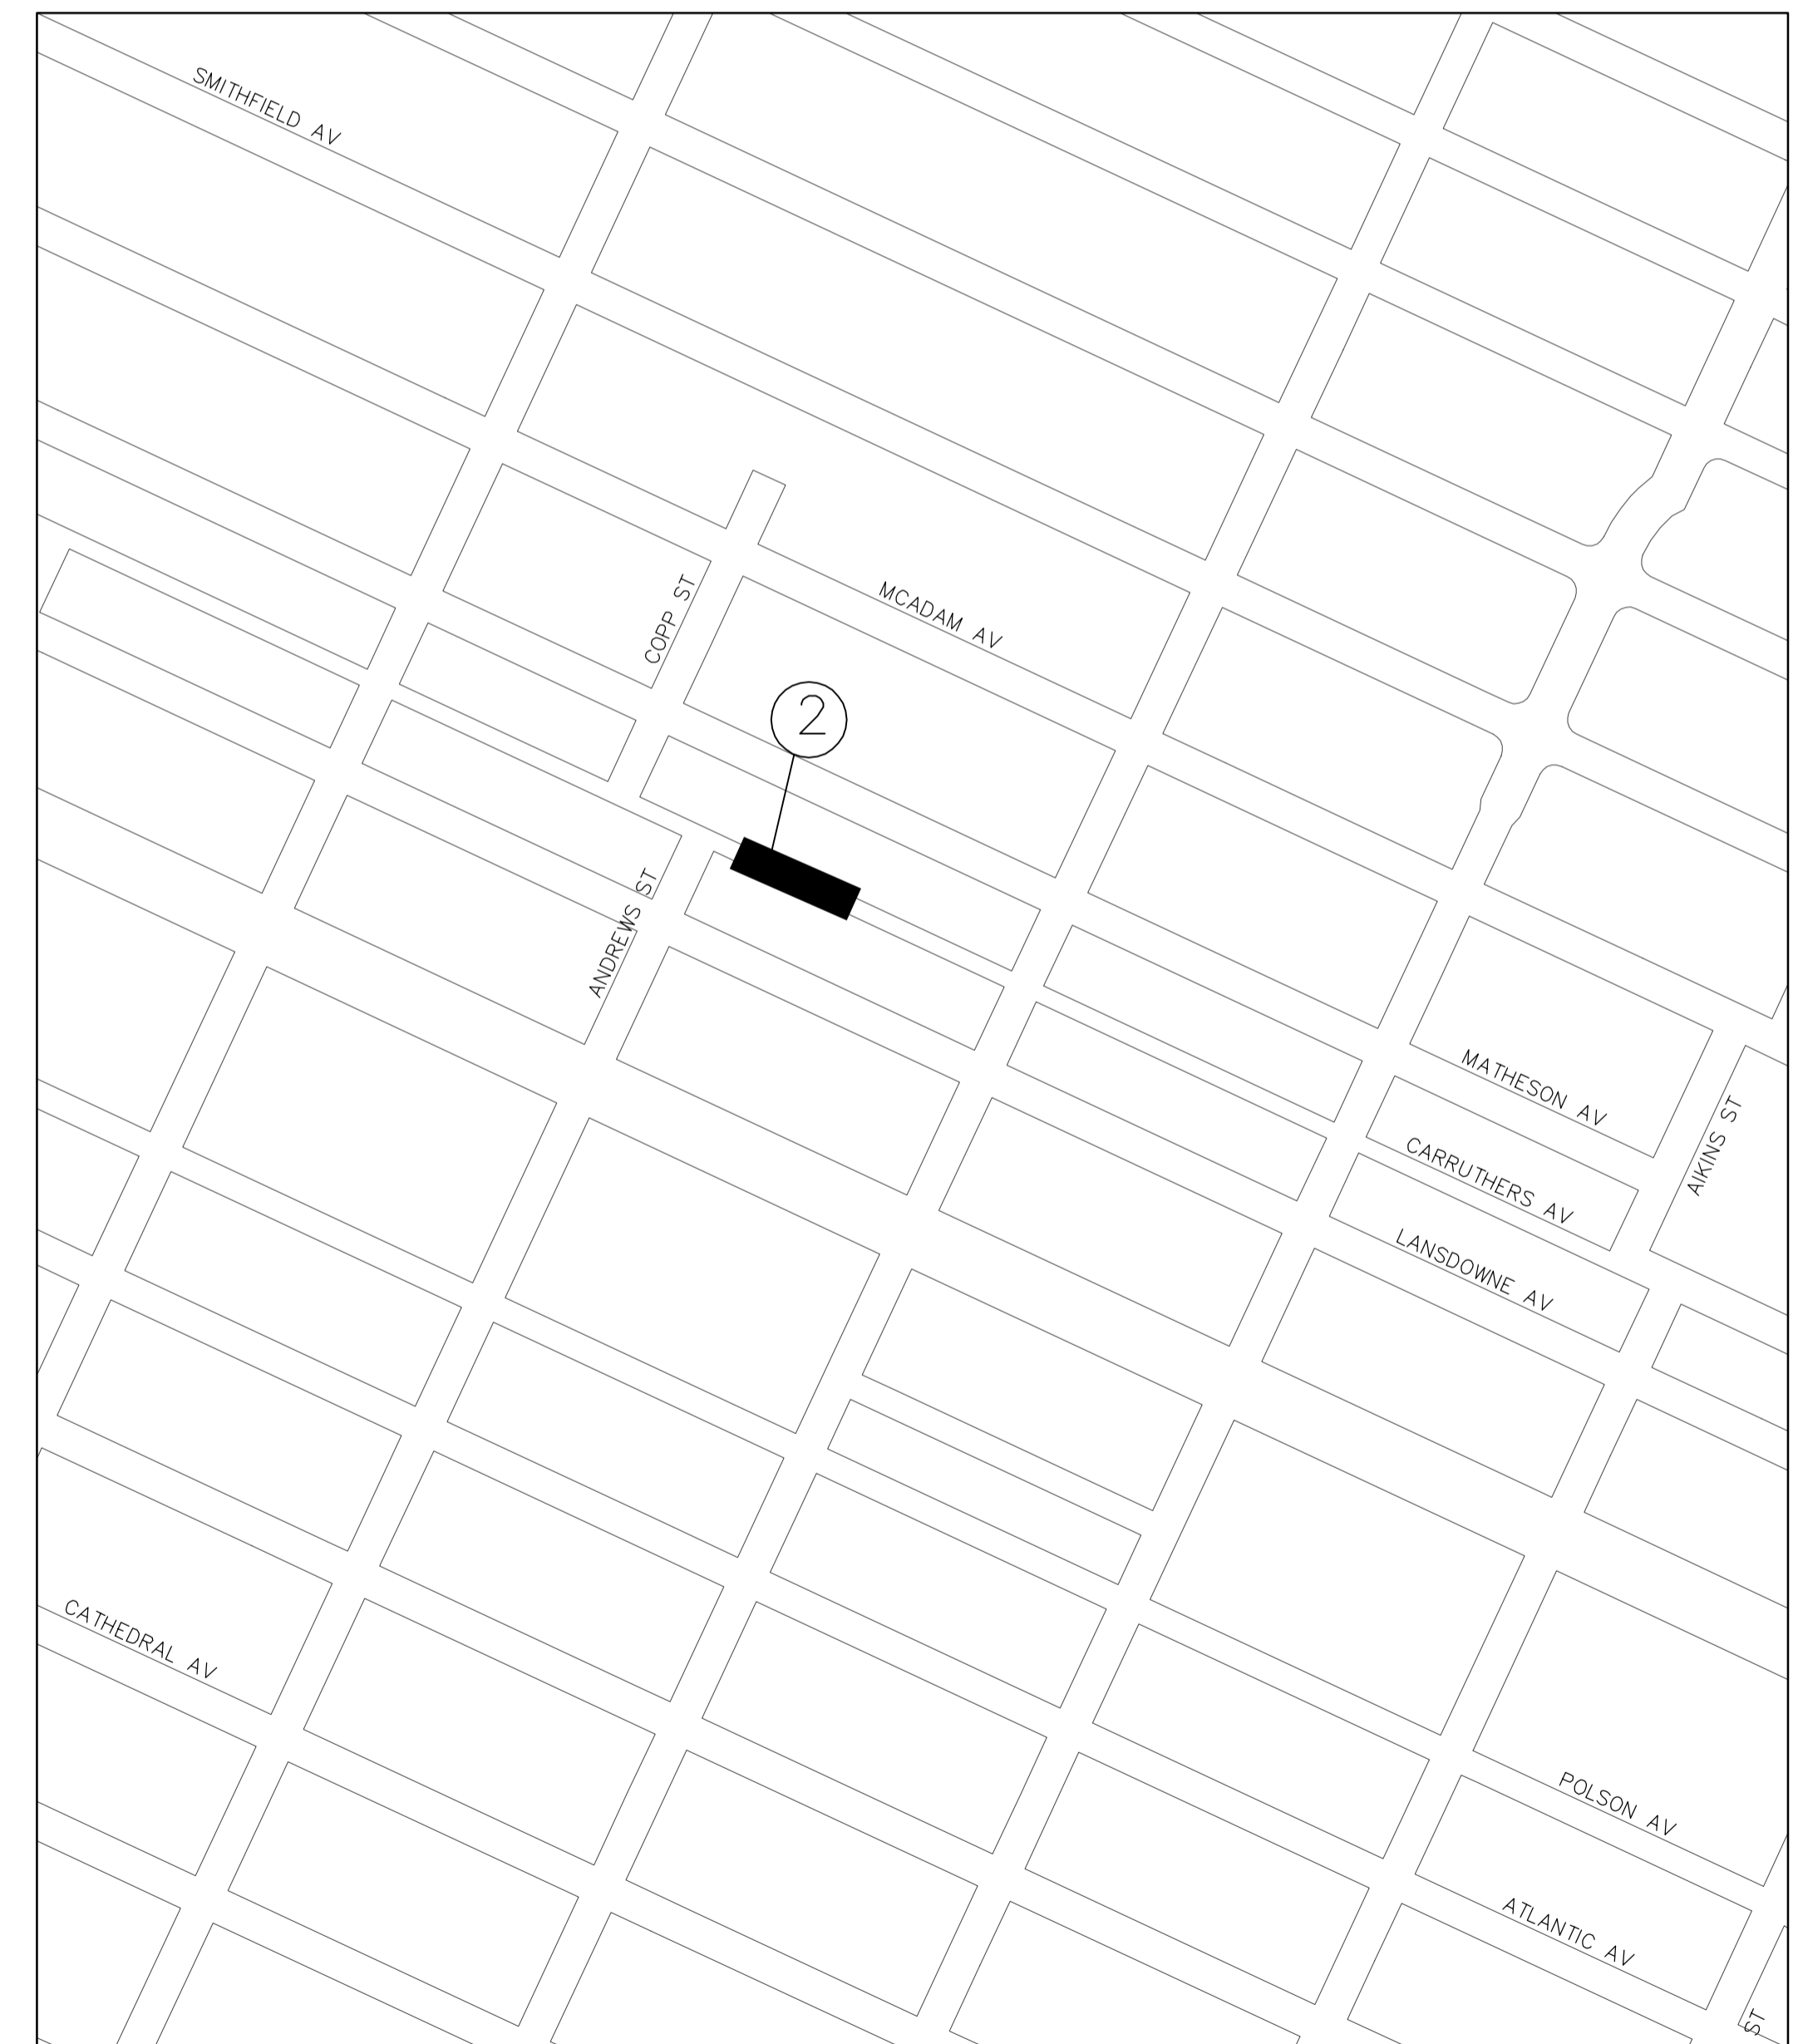 SMITHFIELD AV
COPP ST
MCADAM AV
2
ANDREWS ST
MATHESON AV
AIKINS ST
CARRUTHERS AV
LANSDOWNE AV
CATHEDRAL AV
POLSON AV
ATLANTIC AV
ST